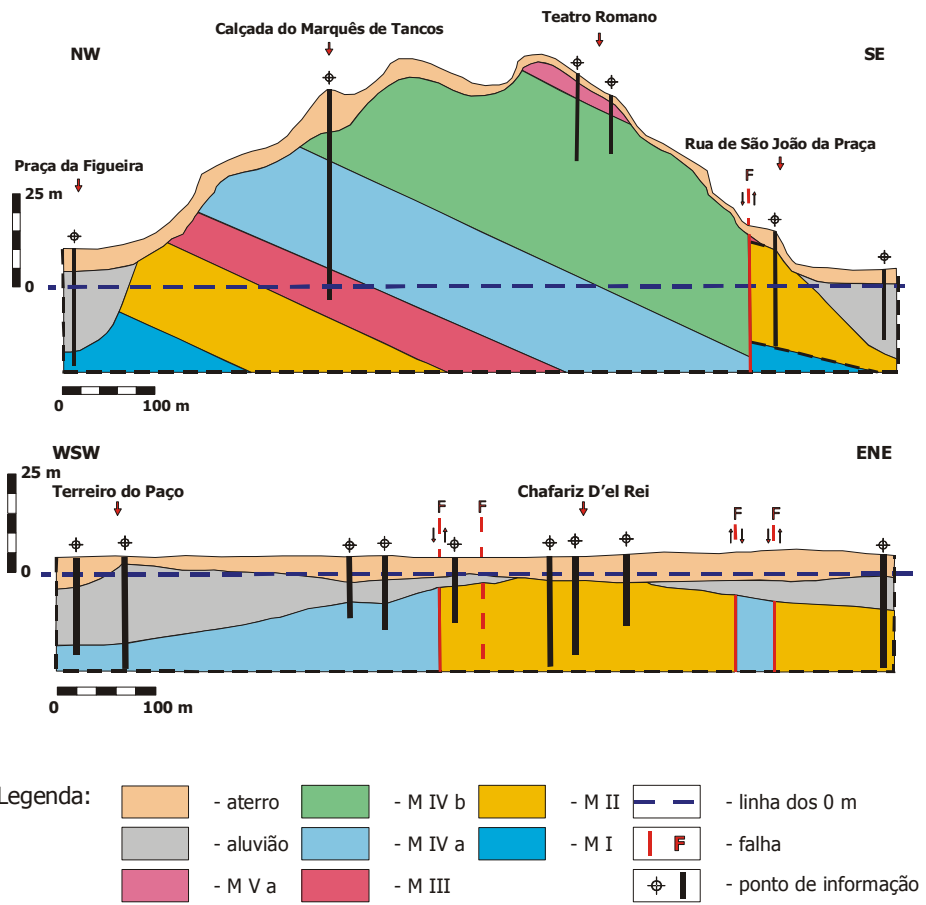 Teatro Romano
Calçada do Marquês de Tancos
NW
SE
Rua de São João da Praça
Praça da Figueira
F
25 m
0
0
100 m
WSW
ENE
25 m
Terreiro do Paço
Chafariz D'el Rei
F
F
F
F
0
0
100 m
Legenda:
- aterro
- M IV b
- M II
- linha dos 0 m
- aluvião
- M IV a
- M I
F
- falha
- M V a
- M III
- ponto de informação